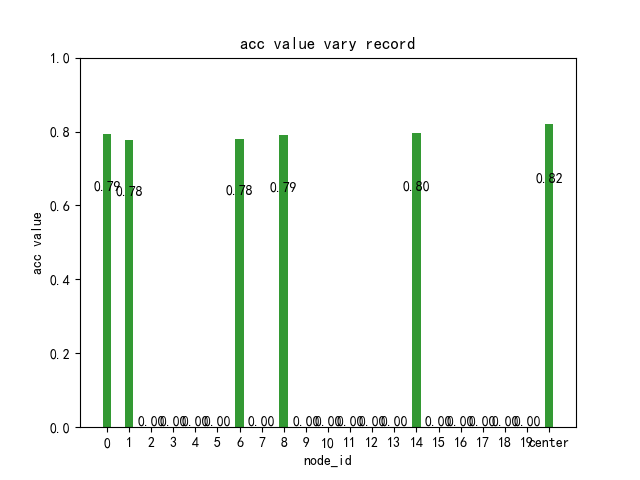 acc value vary record
1.0
0.8
0.6
0.4
0.2
0.0
acc value
0.79 0.78 0.00 0.00 0.00 0.00 0.78 0.00 0.79 0.00 0.00 0.00 0.00 0.00 0.80 0.00 0.00 0.00 0.00 0.00 0.82
0 1 2 3 4 5 6 7 8 9 10 11 12 13 14 15 16 17 18 19 center
node_id